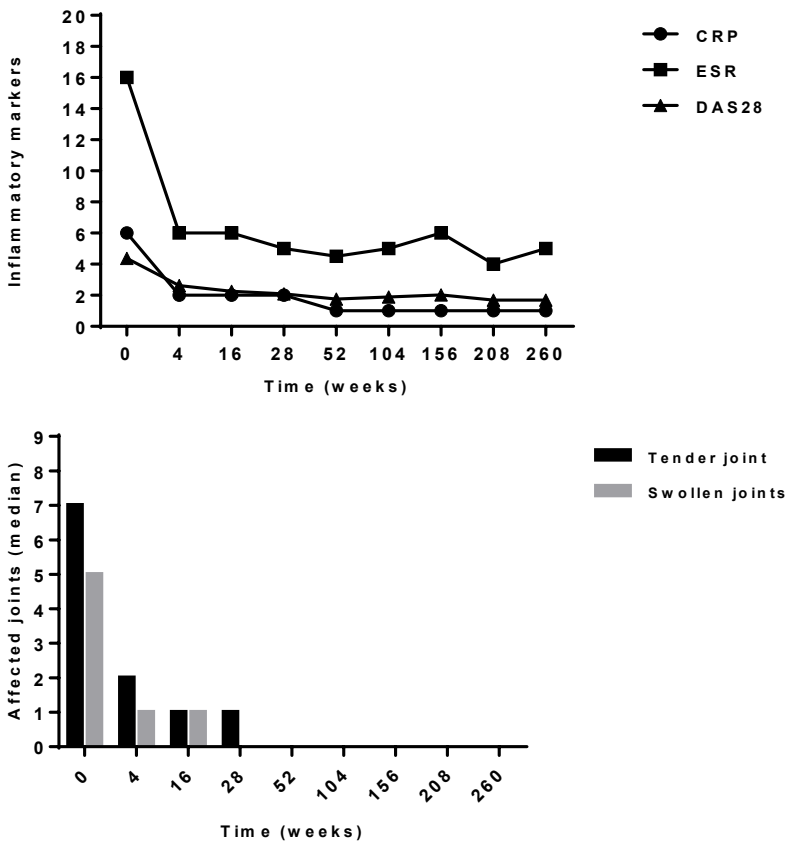 20
18
16
14
12
10
8
6
4
2
0
Inflammatory markers
0 4 16 28 52 104 156 208 260
Time (weeks)
CRP
ESR
DAS28
9
8
7
6
5
4
3
2
1
0
Affected joints (median)
0 4 16 28 52 104 156 208 260
Time (weeks)
Tender joint
Swollen joints